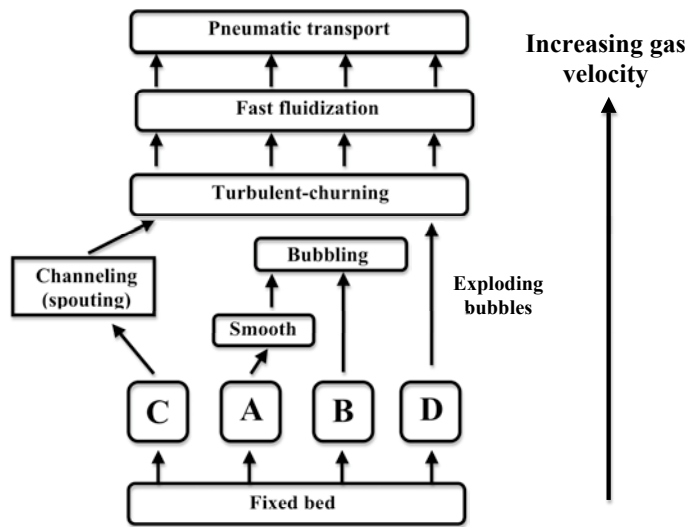 Pneumatic transport
Increasing gas
velocity
Fast fluidization
Turbulent-churning
Bubbling
Channeling
(spouting)
Exploding
bubbles
Smooth
C
A
B
D
Fixed bed